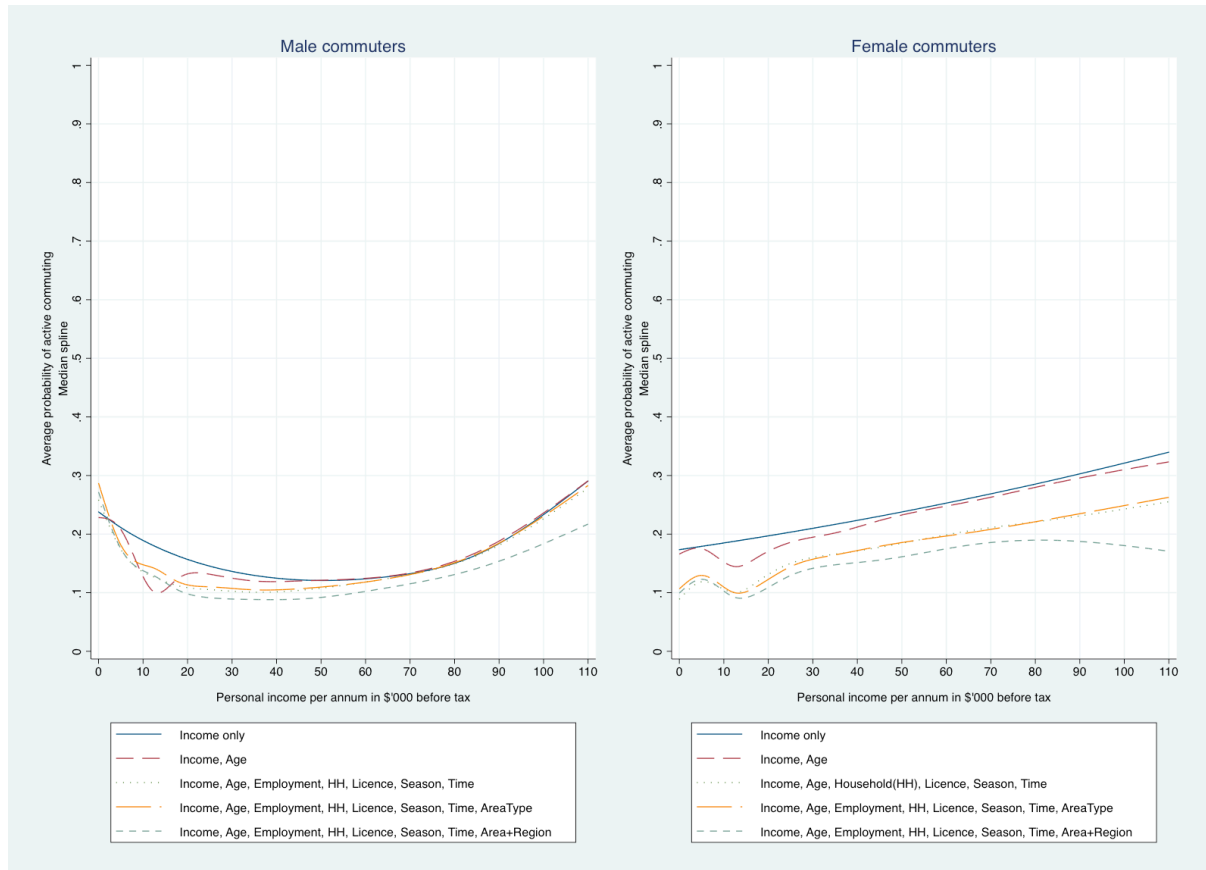 Male commuters
Average probability of active commuting
Median spline
1
.9
.8
.7
.6
.5
.4
.3
.2
.1
0
0 10 20 30 40 50 60 70 80 90 100 110
Personal income per annum in $'000 before tax
Income only
Income, Age
Income, Age, Employment, HH, Licence, Season, Time
Income, Age, Employment, HH, Licence, Season, Time, AreaType
Income, Age, Employment, HH, Licence, Season, Time, Area+Region
Female commuters
Average probability of active commuting
Median spline
1
.9
.8
.7
.6
.5
.4
.3
.2
.1
0
0 10 20 30 40 50 60 70 80 90 100 110
Personal income per annum in $'000 before tax
Income only
Income, Age
Income, Age, Household(HH), Licence, Season, Time
Income, Age, Employment, HH, Licence, Season, Time, AreaType
Income, Age, Employment, HH, Licence, Season, Time, Area+Region